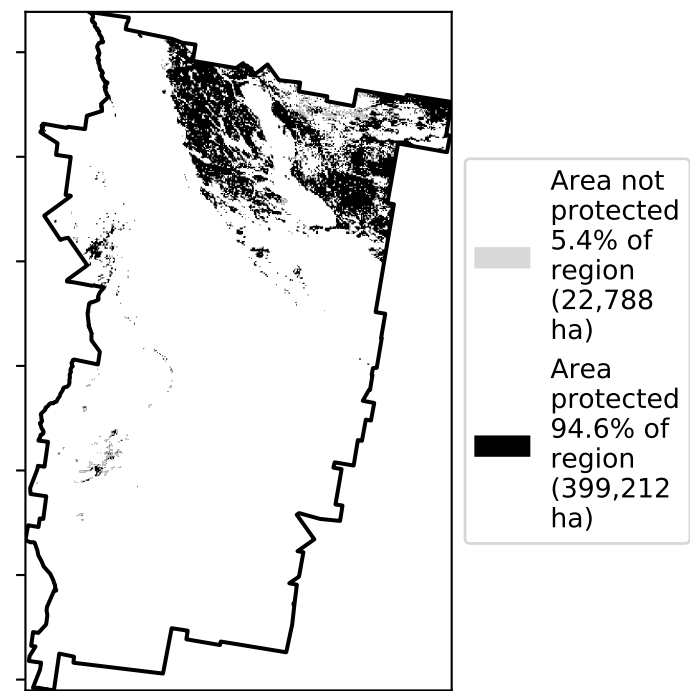 Area not
protected
5.4% of
region
(22,788
ha)
Area
protected
94.6% of
region
(399,212
ha)